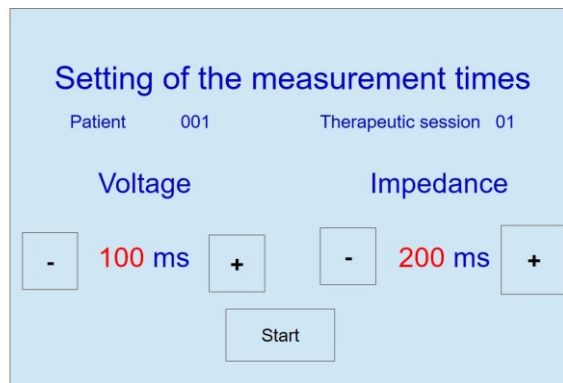 Setting of the measurement times
Patient 001 Therapeutic session 01
Voltage Impedance
- 100 ms + - 200 ms +
Start